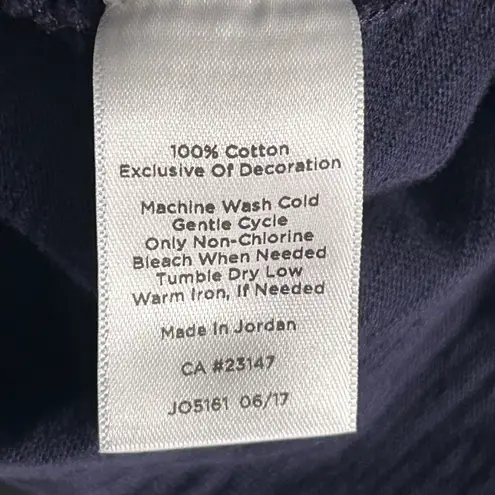 100% Cotton
Exclusive Of Decoration
Machine Wash Cold
Gentle Cycle
Only Non-Chlorine
Bleach When Needed
Tumble Dry Low
Warm Iron, If Needed
Made In Jordan
CA #23147
JO5161 06/17